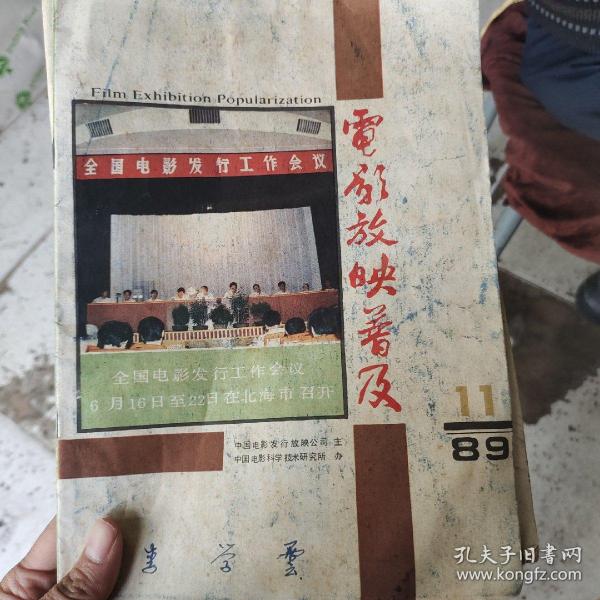 Film Exhibition Popularization
全国电影发行工作会议
電影放映普及
全国电影发行工作会议
6月16日至22日在北海市召开
11
89
中国电影发行放映公司 主
中国电影科学技术研究所 办
李学雲
孔夫子旧书网
www.kongfz.com